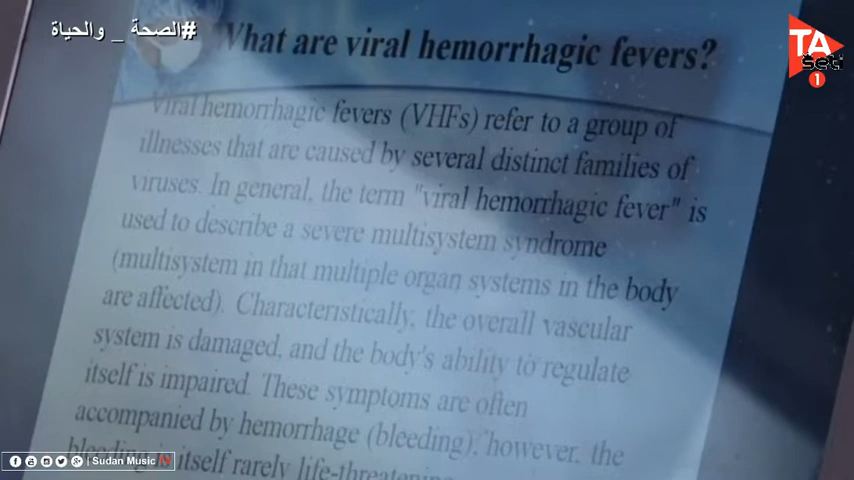 #الصحة _ والحياة
TA
seti
1
What are viral hemorrhagic fevers?
Viral hemorrhagic fevers (VHFs) refer to a group of
illnesses that are caused by several distinct families of
viruses. In general, the term "viral hemorrhagic fever" is
used to describe a severe multisystem syndrome
(multisystem in that multiple organ systems in the body
are affected). Characteristically, the overall vascular
system is damaged, and the body's ability to regulate
itself is impaired. These symptoms are often
accompanied by hemorrhage (bleeding); however, the
bleeding is itself rarely life-threatening
| Sudan Music TV